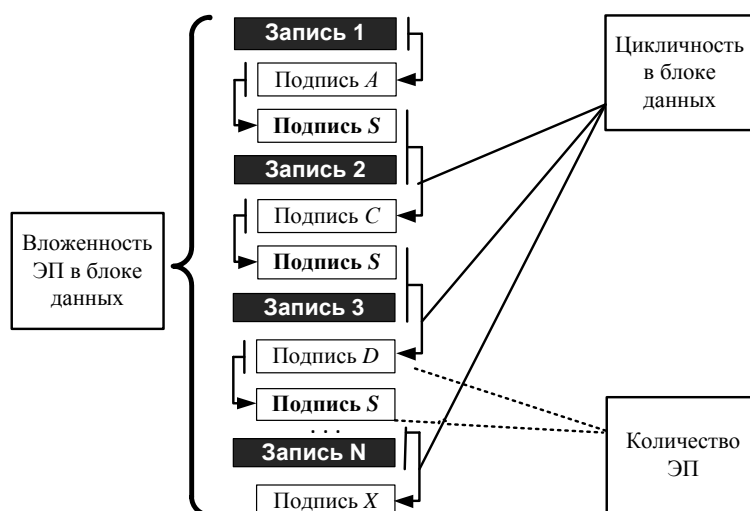 Запись 1
Подпись A
Подпись S
Запись 2
Подпись C
Подпись S
Запись 3
Подпись D
Подпись S
. . .
Запись N
Подпись X
Вложенность
ЭП в блоке
данных
Цикличность
в блоке
данных
Количество
ЭП